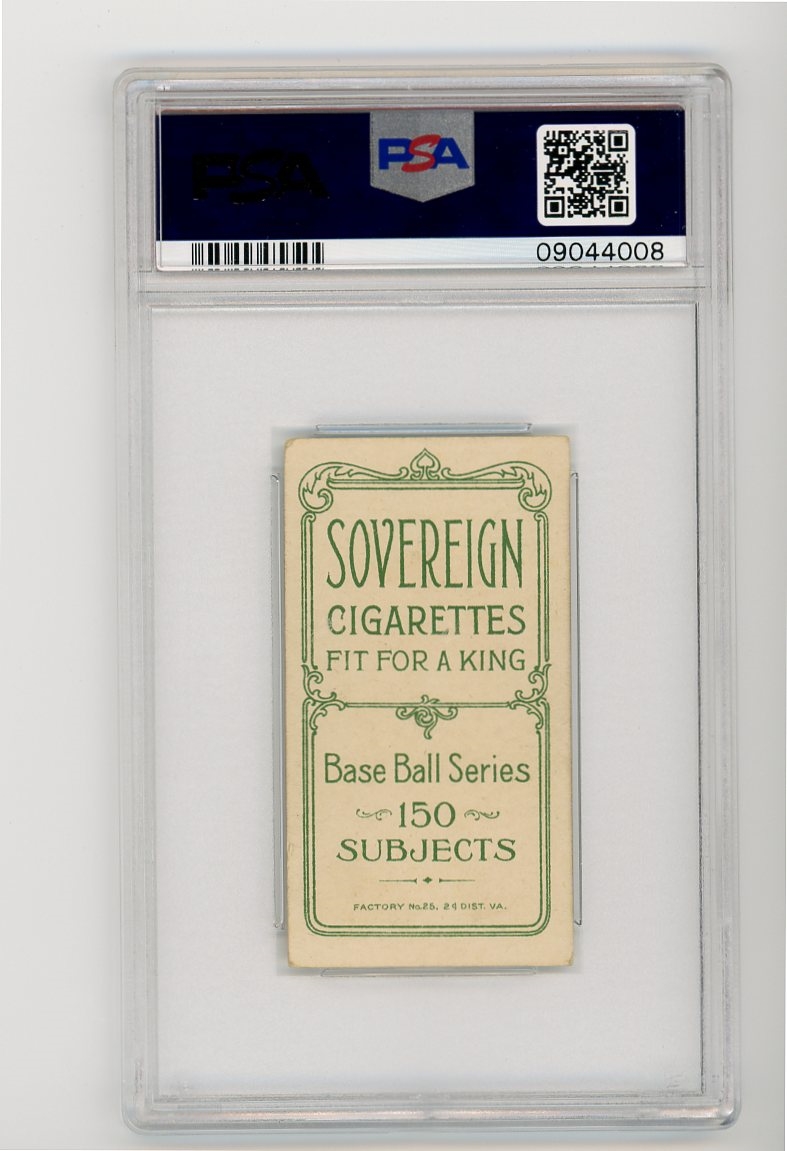 PSA
PSA
09044008
SOVEREIGN
CIGARETTES
FIT FOR A KING
Base Ball Series
150
SUBJECTS
FACTORY No.25, 2d DIST. VA.